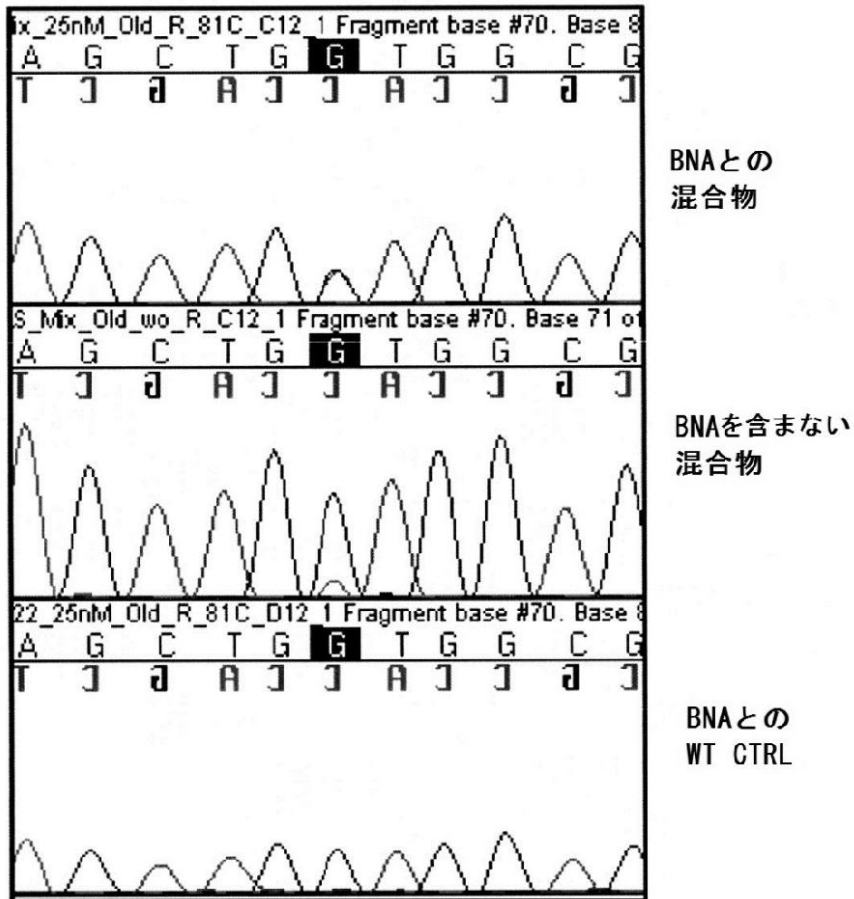 ix_25nM_Old_R_81C_C12_1 Fragment base #70. Base 8
A G C T G G T G G C G
T C G A C C A C C G C
BNAとの
混合物
S_Mix_Old_wo_R_C12_1 Fragment base #70. Base 71 of
A G C T G G T G G C G
T C G A C C A C C G C
BNAを含まない
混合物
22_25nM_Old_R_81C_D12_1 Fragment base #70. Base 8
A G C T G G T G G C G
T C G A C C A C C G C
BNAとの
WT CTRL